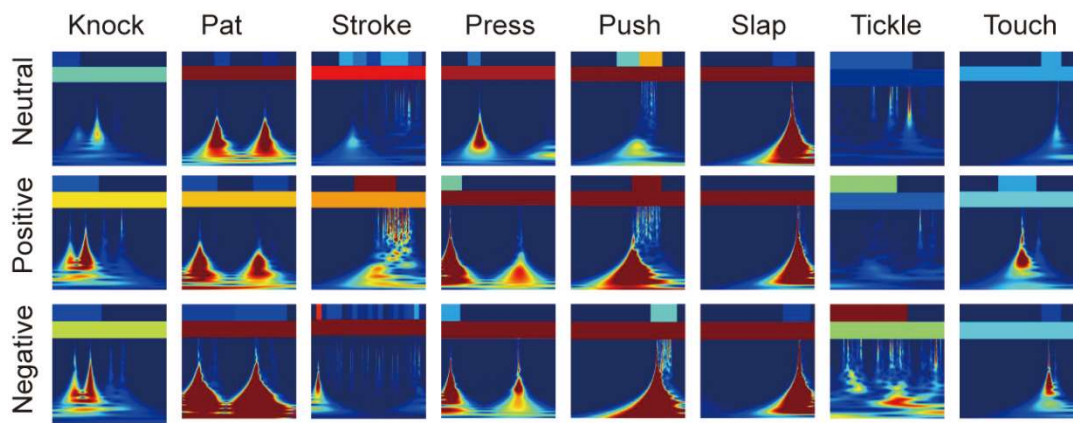 Knock Pat Stroke Press Push Slap Tickle Touch
Neutral
Positive
Negative